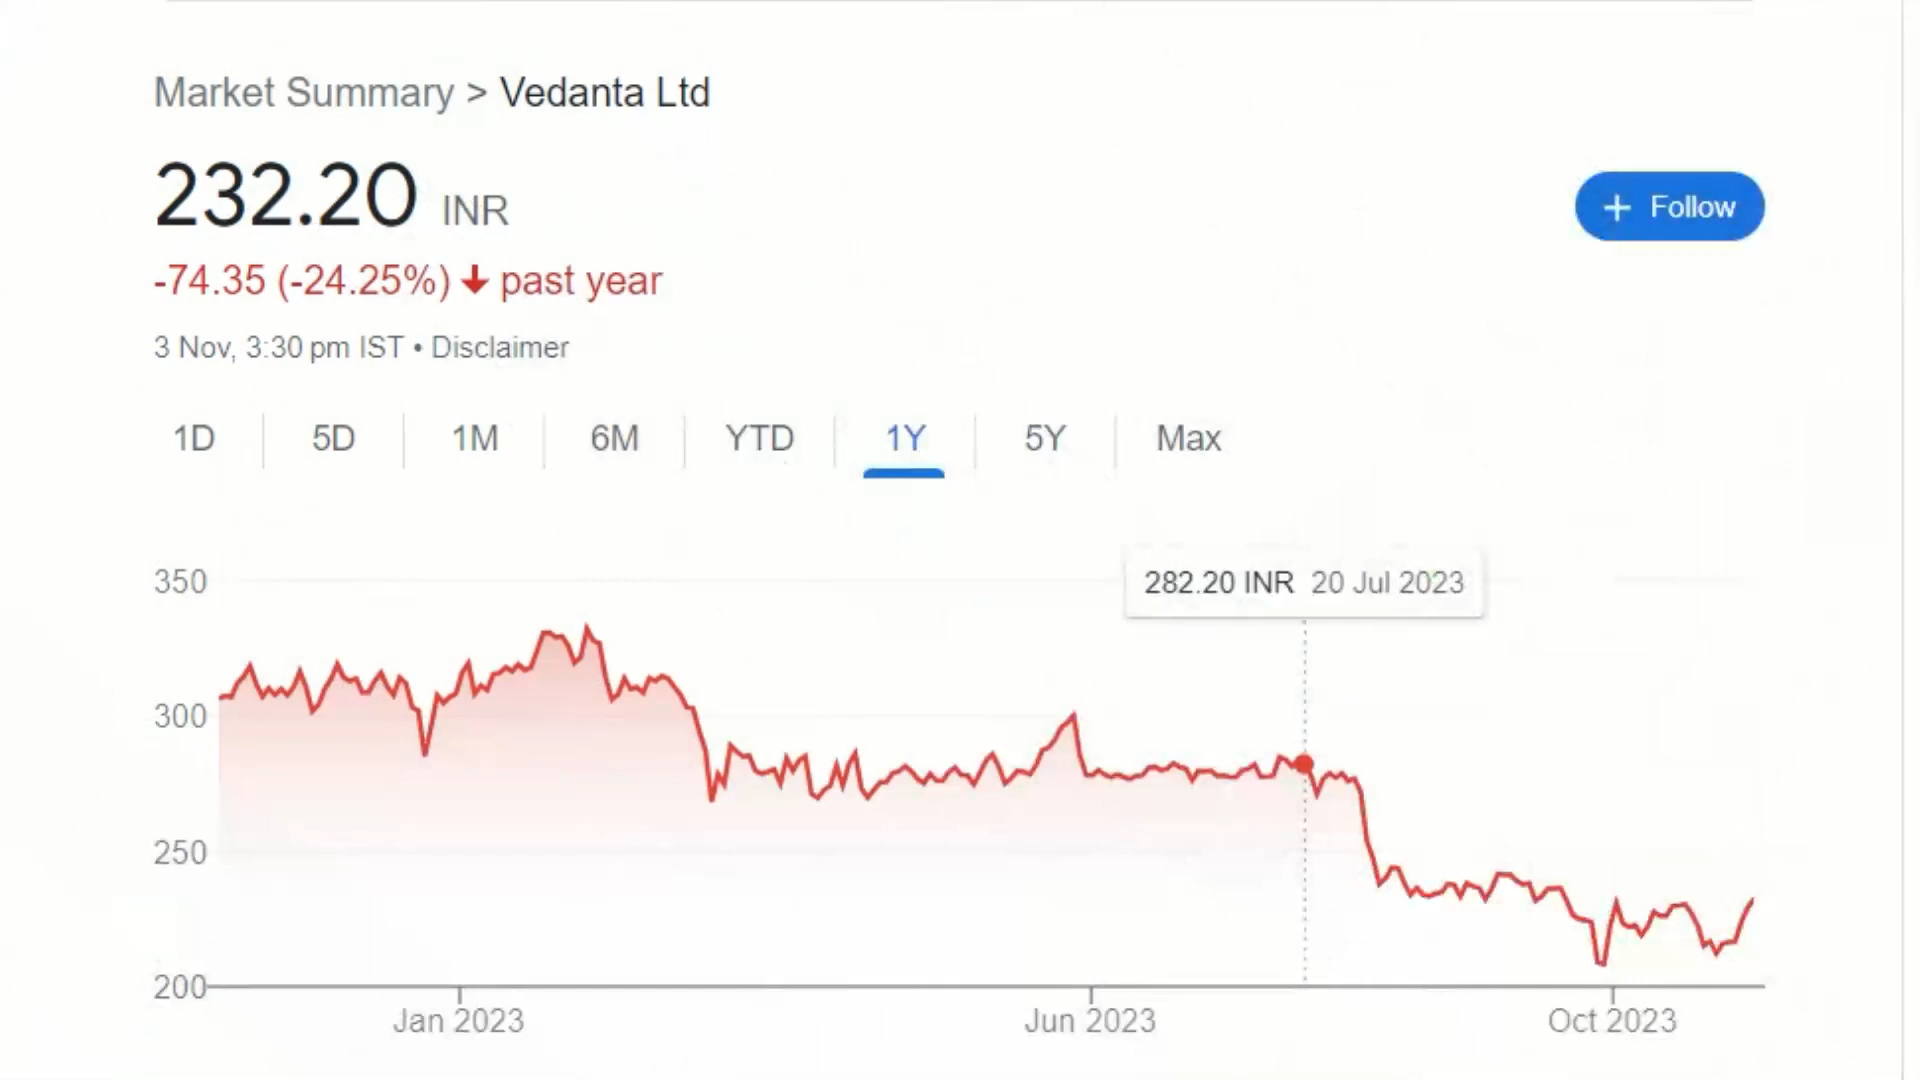 Market Summary > Vedanta Ltd
232.20 INR
+ Follow
-74.35 (-24.25%) ↓ past year
3 Nov, 3:30 pm IST • Disclaimer
1D 5D 1M 6M YTD 1Y 5Y Max
350
282.20 INR 20 Jul 2023
300
250
200
Jan 2023 Jun 2023 Oct 2023